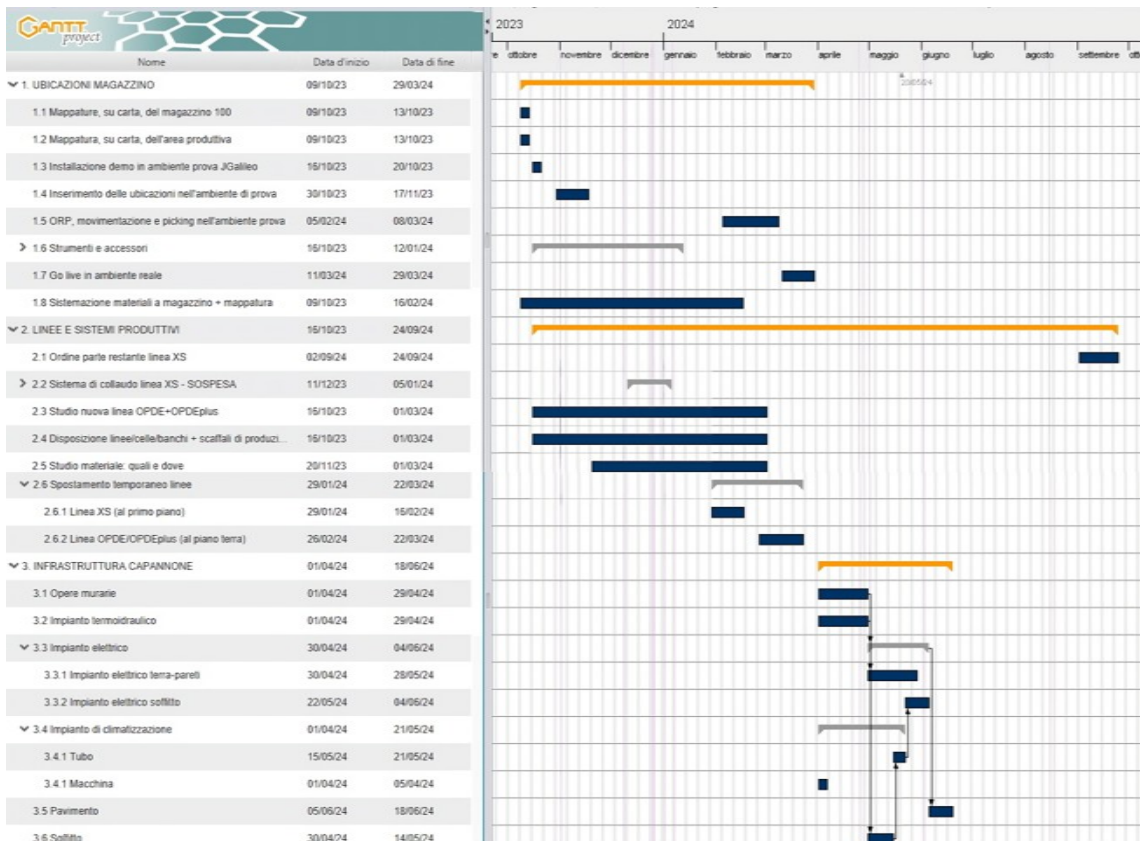 GANTT project
2023
2024
Nome Data d'inizio Data di fine
re ottobre novembre dicembre gennaio febbraio marzo aprile maggio giugno luglio agosto settembre ott
23/05/24
1. UBICAZIONI MAGAZZINO 09/10/23 29/03/24
1.1 Mappature, su carta, del magazzino 100 09/10/23 13/10/23
1.2 Mappatura, su carta, dell'area produttiva 09/10/23 13/10/23
1.3 Installazione demo in ambiente prova JGalileo 16/10/23 20/10/23
1.4 Inserimento delle ubicazioni nell'ambiente di prova 30/10/23 17/11/23
1.5 ORP, movimentazione e picking nell'ambiente prova 05/02/24 08/03/24
1.6 Strumenti e accessori 16/10/23 12/01/24
1.7 Go live in ambiente reale 11/03/24 29/03/24
1.8 Sistemazione materiali a magazzino + mappatura 09/10/23 16/02/24
2. LINEE E SISTEMI PRODUTTIVI 16/10/23 24/09/24
2.1 Ordine parte restante linea XS 02/09/24 24/09/24
2.2 Sistema di collaudo linea XS - SOSPESA 11/12/23 05/01/24
2.3 Studio nuova linea OPDE+OPDEplus 16/10/23 01/03/24
2.4 Disposizione linee/celle/banchi + scaffali di produzi... 16/10/23 01/03/24
2.5 Studio materiale: quali e dove 20/11/23 01/03/24
2.6 Spostamento temporaneo linee 29/01/24 22/03/24
2.6.1 Linea XS (al primo piano) 29/01/24 16/02/24
2.6.2 Linea OPDE/OPDEplus (al piano terra) 26/02/24 22/03/24
3. INFRASTRUTTURA CAPANNONE 01/04/24 18/06/24
3.1 Opere murarie 01/04/24 29/04/24
3.2 Impianto termoidraulico 01/04/24 29/04/24
3.3 Impianto elettrico 30/04/24 04/06/24
3.3.1 Impianto elettrico terra-pareti 30/04/24 28/05/24
3.3.2 Impianto elettrico soffitto 22/05/24 04/06/24
3.4 Impianto di climatizzazione 01/04/24 21/05/24
3.4.1 Tubo 15/05/24 21/05/24
3.4.1 Macchina 01/04/24 05/04/24
3.5 Pavimento 05/06/24 18/06/24
3.6 Soffitto 30/04/24 14/05/24